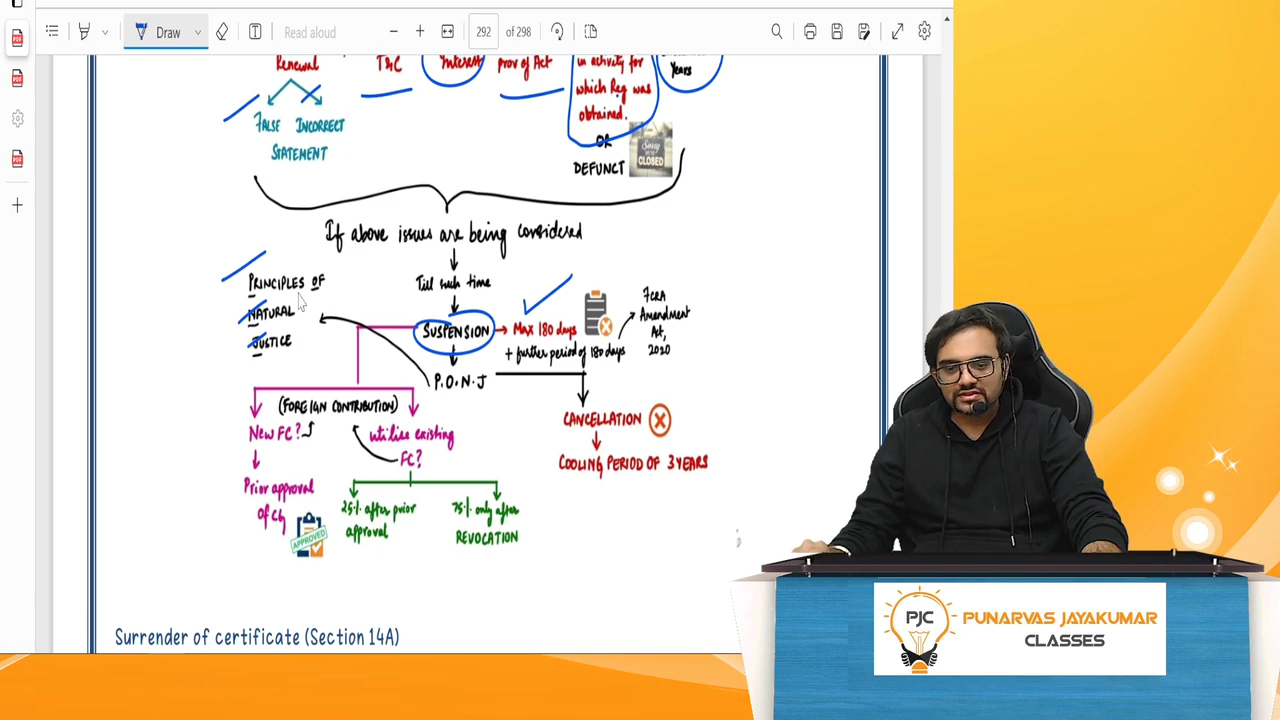 Draw
Read aloud
292 of 298
Renewal
T&C
Interest
prov of Act
in activity for
which Reg was
obtained.
Years
FALSE INCORRECT
STATEMENT
OR
DEFUNCT
Sorry
CLOSED
If above issues are being considered
Till such time
PRINCIPLES OF
NATURAL
JUSTICE
SUSPENSION
Max 180 days
+ further period of 180 days
FCRA
Amendment
Act,
2020
P.O.N.J
(FOREIGN CONTRIBUTION)
New FC?
utilise existing
FC?
CANCELLATION
COOLING PERIOD OF 3 YEARS
Prior approval
of CG
APPROVED
25% after prior
approval
75% only after
REVOCATION
Surrender of certificate (Section 14A)
PJC
PUNARVAS JAYAKUMAR
CLASSES